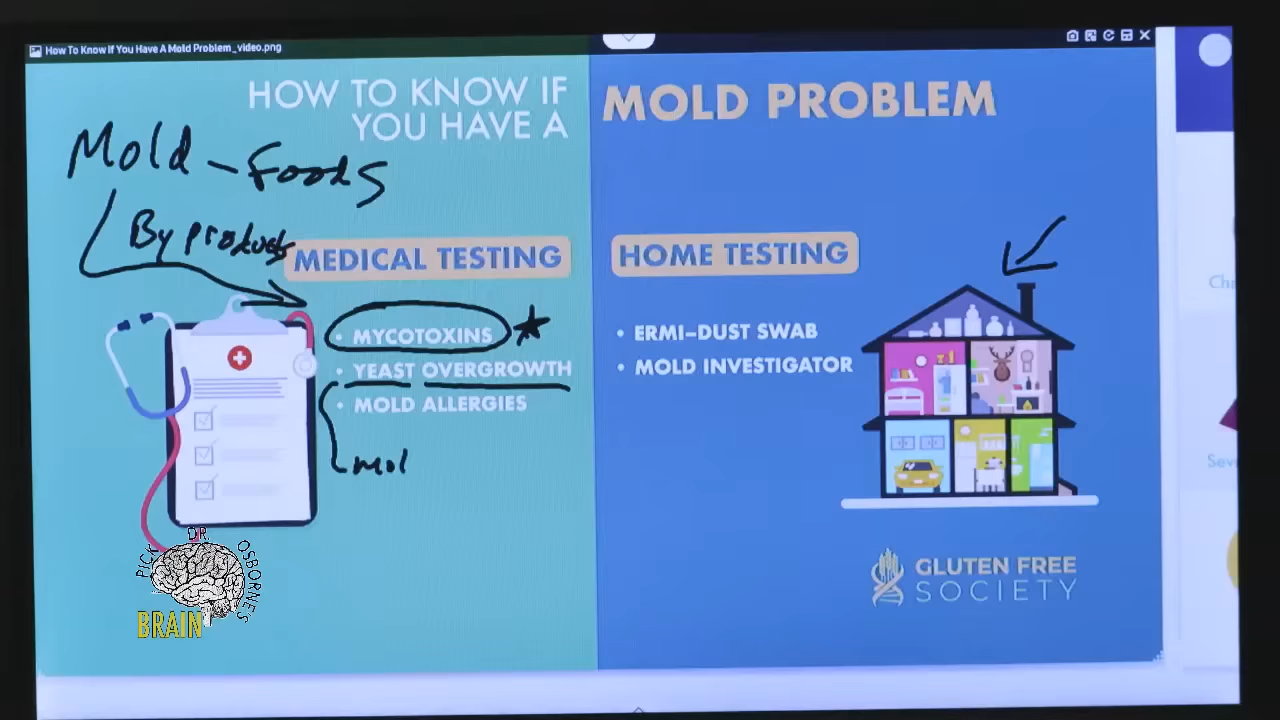 How To Know If You Have A Mold Problem_video.png
HOW TO KNOW IF
YOU HAVE A
MOLD PROBLEM
Mold - Foods
By products
MEDICAL TESTING
• MYCOTOXINS
• YEAST OVERGROWTH
• MOLD ALLERGIES
mol
HOME TESTING
• ERMI-DUST SWAB
• MOLD INVESTIGATOR
GLUTEN FREE
SOCIETY
PICK DR OSBORNE'S
BRAIN